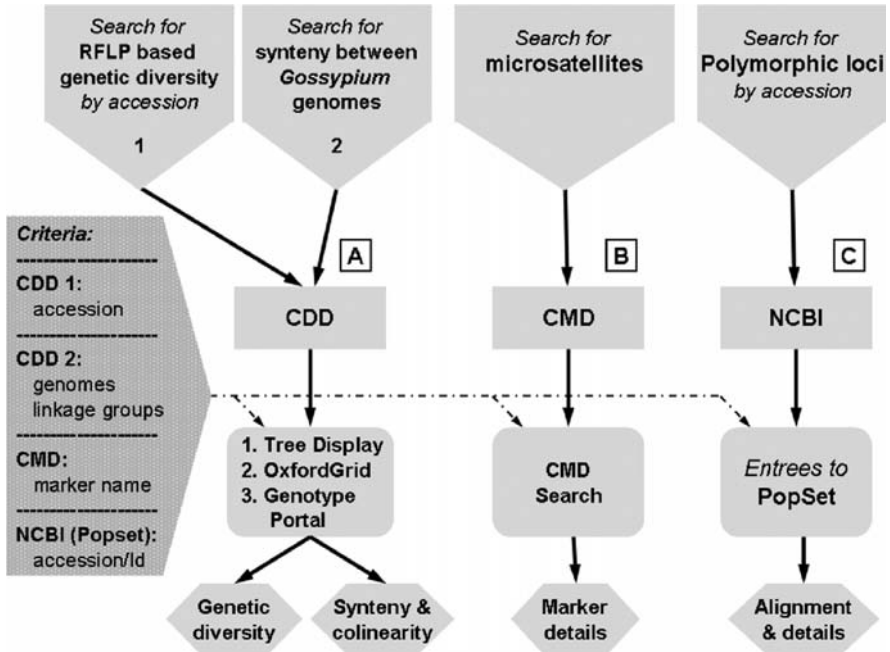 Search for
RFLP based
genetic diversity
by accession
1
Search for
synteny between
Gossypium
genomes
2
Search for
microsatellites
Search for
Polymorphic loci
by accession
Criteria:
CDD 1:
accession
CDD 2:
genomes
linkage groups
CMD:
marker name
NCBI (Popset):
accession/Id
A
B
C
CDD
CMD
NCBI
1. Tree Display
2. OxfordGrid
3. Genotype
Portal
CMD
Search
Entrees to
PopSet
Genetic
diversity
Synteny &
colinearity
Marker
details
Alignment
& details